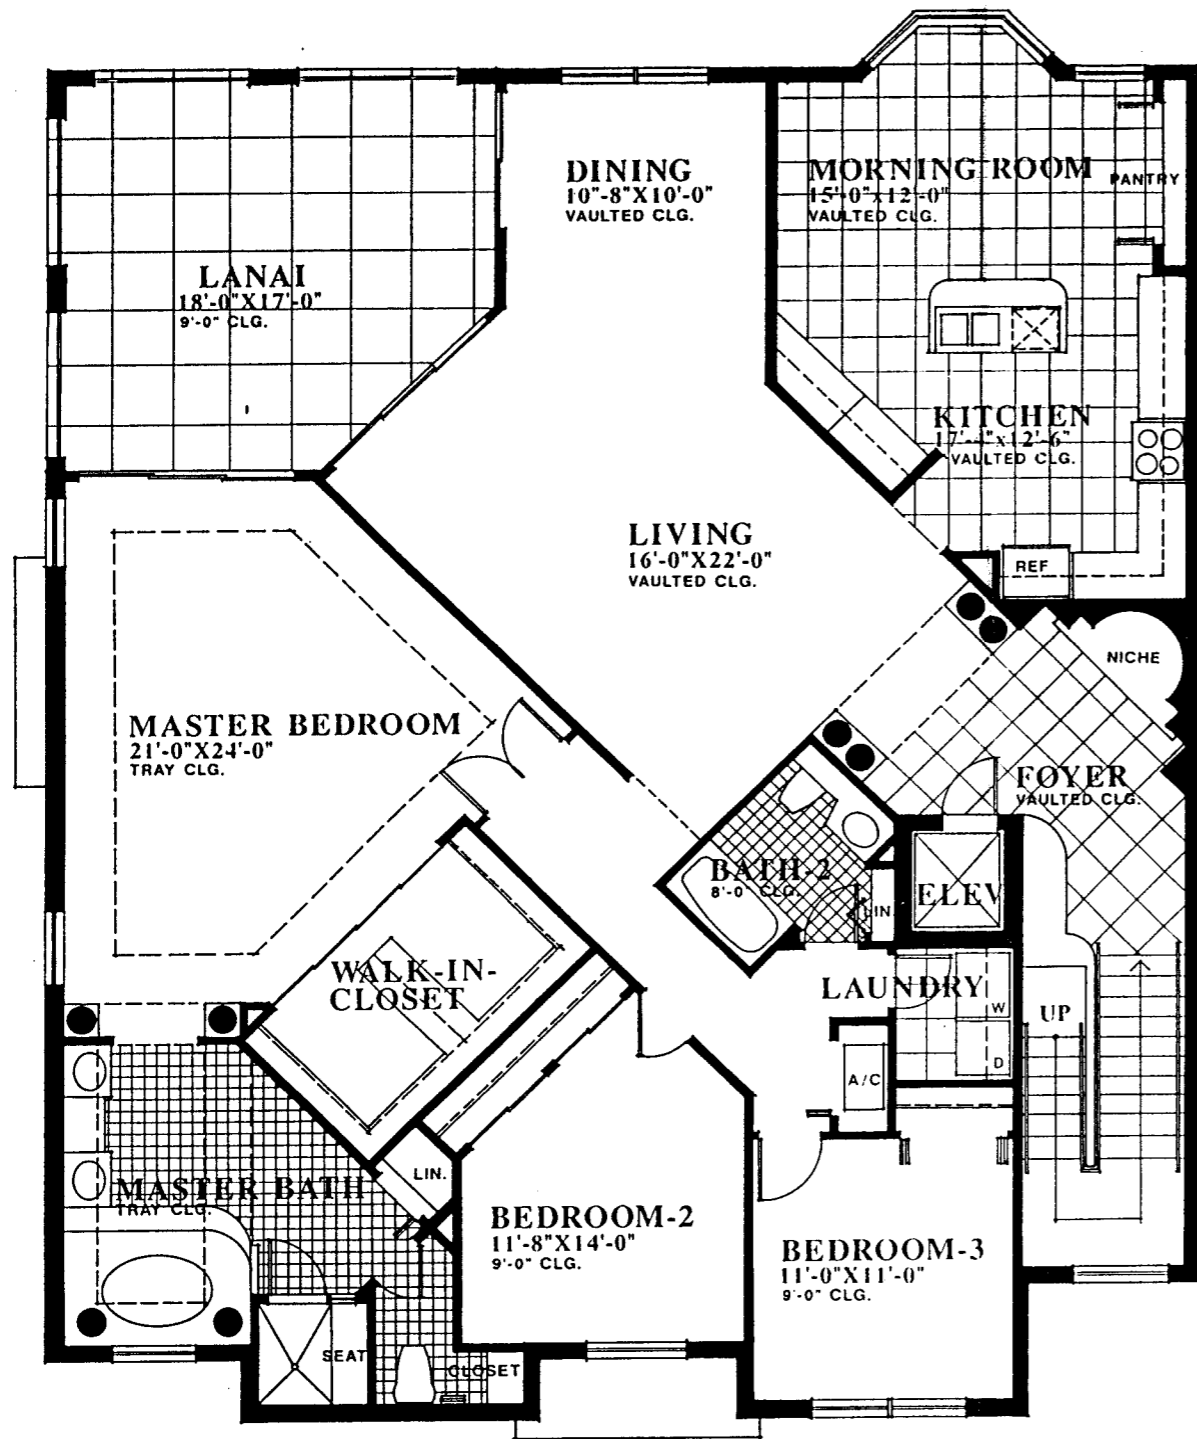 DINING
10"-8"X10'-0"
VAULTED CLG.
MORNING ROOM
15'-0"x12'-0"
VAULTED CLG.
PANTRY
LANAI
18'-0"X17'-0"
9'-0" CLG.
KITCHEN
17'-4"x12'-6"
VAULTED CLG.
LIVING
16'-0"X22'-0"
VAULTED CLG.
REF
NICHE
MASTER BEDROOM
21'-0"X24'-0"
TRAY CLG.
FOYER
VAULTED CLG.
BATH-2
8'-0" CLG.
ELEV
WALK-IN-
CLOSET
LAUNDRY
W
UP
D
A/C
LIN.
MASTER BATH
TRAY CLG.
BEDROOM-2
11'-8"X14'-0"
9'-0" CLG.
BEDROOM-3
11'-0"X11'-0"
9'-0" CLG.
SEAT
CLOSET